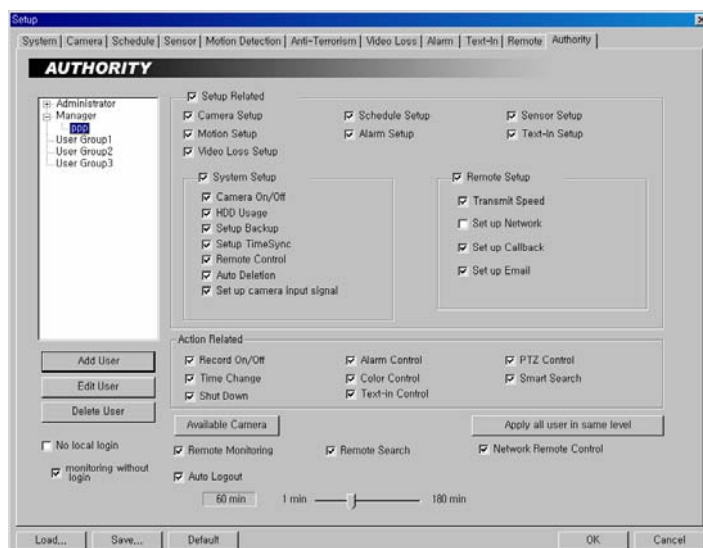 Setup
System | Camera | Schedule | Sensor | Motion Detection | Anti-Terrorism | Video Loss | Alarm | Text-In | Remote | Authority
AUTHORITY
Administrator
Manager
ppp
User Group1
User Group2
User Group3
Add User
Edit User
Delete User
No local login
monitoring without
login
Setup Related
Camera Setup Schedule Setup Sensor Setup
Motion Setup Alarm Setup Text-In Setup
Video Loss Setup
System Setup
Camera On/Off
HDD Usage
Setup Backup
Setup TimeSync
Remote Control
Auto Deletion
Set up camera input signal
Remote Setup
Transmit Speed
Set up Network
Set up Callback
Set up Email
Action Related
Record On/Off Alarm Control PTZ Control
Time Change Color Control Smart Search
Shut Down Text-in Control
Available Camera Apply all user in same level
Remote Monitoring Remote Search Network Remote Control
Auto Logout
60 min 1 min 180 min
Load... Save... Default OK Cancel